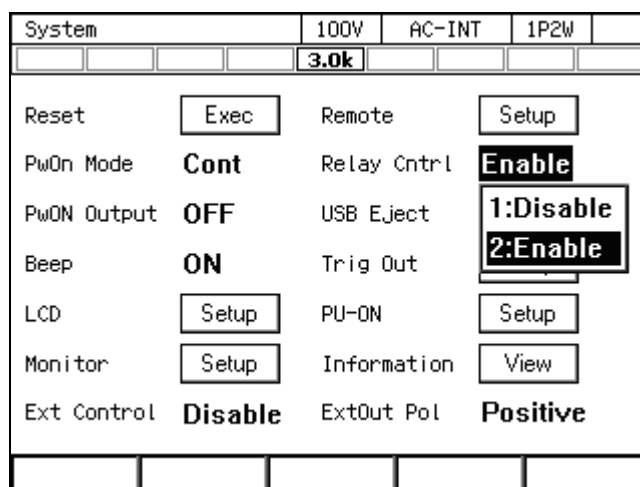 System 100V AC-INT 1P2W
3.0k
Reset Exec Remote Setup
PwOn Mode Cont Relay Cntrl Enable
PwON Output OFF USB Eject 1:Disable
2:Enable
Beep ON Trig Out
LCD Setup PU-ON Setup
Monitor Setup Information View
Ext Control Disable ExtOut Pol Positive